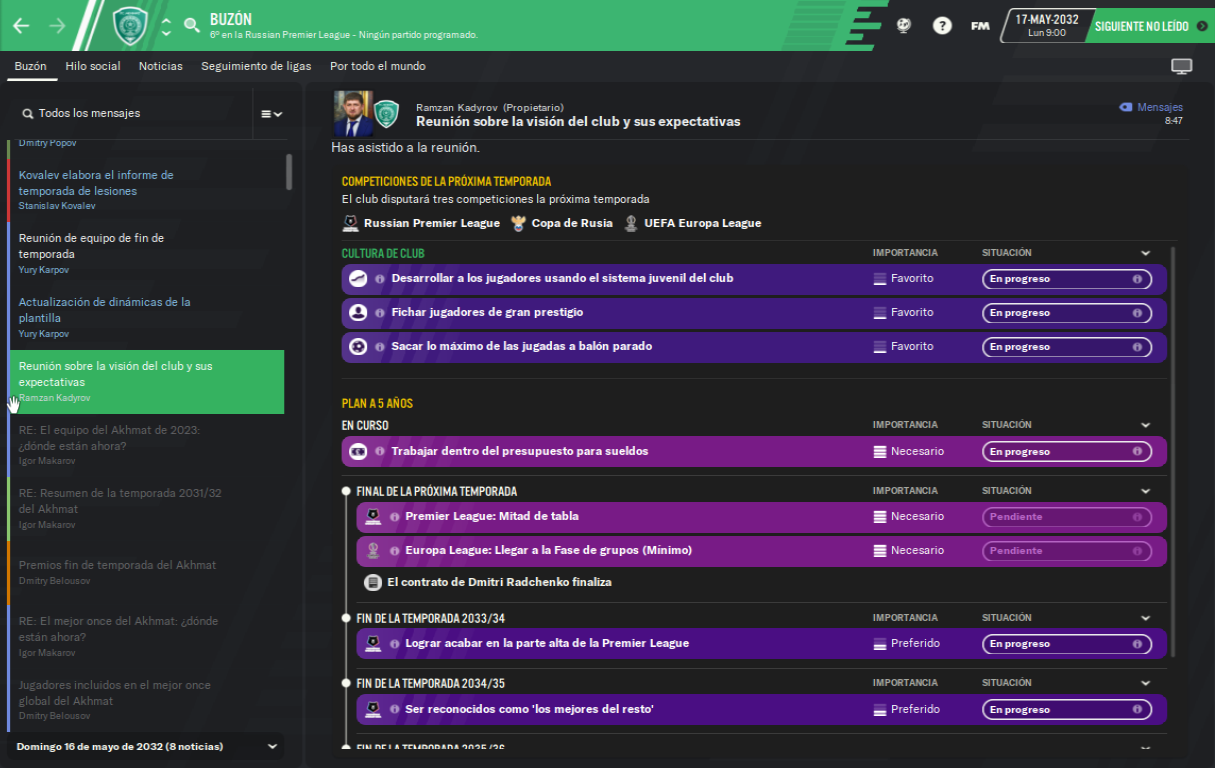 BUZÓN
6º en la Russian Premier League - Ningún partido programado.
FM
17-MAY-2032
Lun 9:00
SIGUIENTE NO LEÍDO
Buzón
Hilo social
Noticias
Seguimiento de ligas
Por todo el mundo
Todos los mensajes
Dmitry Popov
Kovalev elabora el informe de
temporada de lesiones
Stanislav Kovalev
Reunión de equipo de fin de
temporada
Yury Karpov
Actualización de dinámicas de la
plantilla
Yury Karpov
Reunión sobre la visión del club y sus
expectativas
Ramzan Kadyrov
RE: El equipo del Akhmat de 2023:
¿dónde están ahora?
Igor Makarov
RE: Resumen de la temporada 2031/32
del Akhmat
Igor Makarov
Premios fin de temporada del Akhmat
Dmitry Belousov
RE: El mejor once del Akhmat: ¿dónde
están ahora?
Igor Makarov
Jugadores incluidos en el mejor once
global del Akhmat
Dmitry Belousov
Domingo 16 de mayo de 2032 (8 noticias)
Ramzan Kadyrov (Propietario)
Reunión sobre la visión del club y sus expectativas
Mensajes
8:47
Has asistido a la reunión.
COMPETICIONES DE LA PRÓXIMA TEMPORADA
El club disputará tres competiciones la próxima temporada
Russian Premier League
Copa de Rusia
UEFA Europa League
CULTURA DE CLUB IMPORTANCIA SITUACIÓN
Desarrollar a los jugadores usando el sistema juvenil del club Favorito En progreso
Fichar jugadores de gran prestigio Favorito En progreso
Sacar lo máximo de las jugadas a balón parado Favorito En progreso
PLAN A 5 AÑOS
EN CURSO IMPORTANCIA SITUACIÓN
Trabajar dentro del presupuesto para sueldos Necesario En progreso
FINAL DE LA PRÓXIMA TEMPORADA IMPORTANCIA SITUACIÓN
Premier League: Mitad de tabla Necesario Pendiente
Europa League: Llegar a la Fase de grupos (Mínimo) Necesario Pendiente
El contrato de Dmitri Radchenko finaliza
FIN DE LA TEMPORADA 2033/34 IMPORTANCIA SITUACIÓN
Lograr acabar en la parte alta de la Premier League Preferido En progreso
FIN DE LA TEMPORADA 2034/35 IMPORTANCIA SITUACIÓN
Ser reconocidos como 'los mejores del resto' Preferido En progreso
FIN DE LA TEMPORADA 2035/36